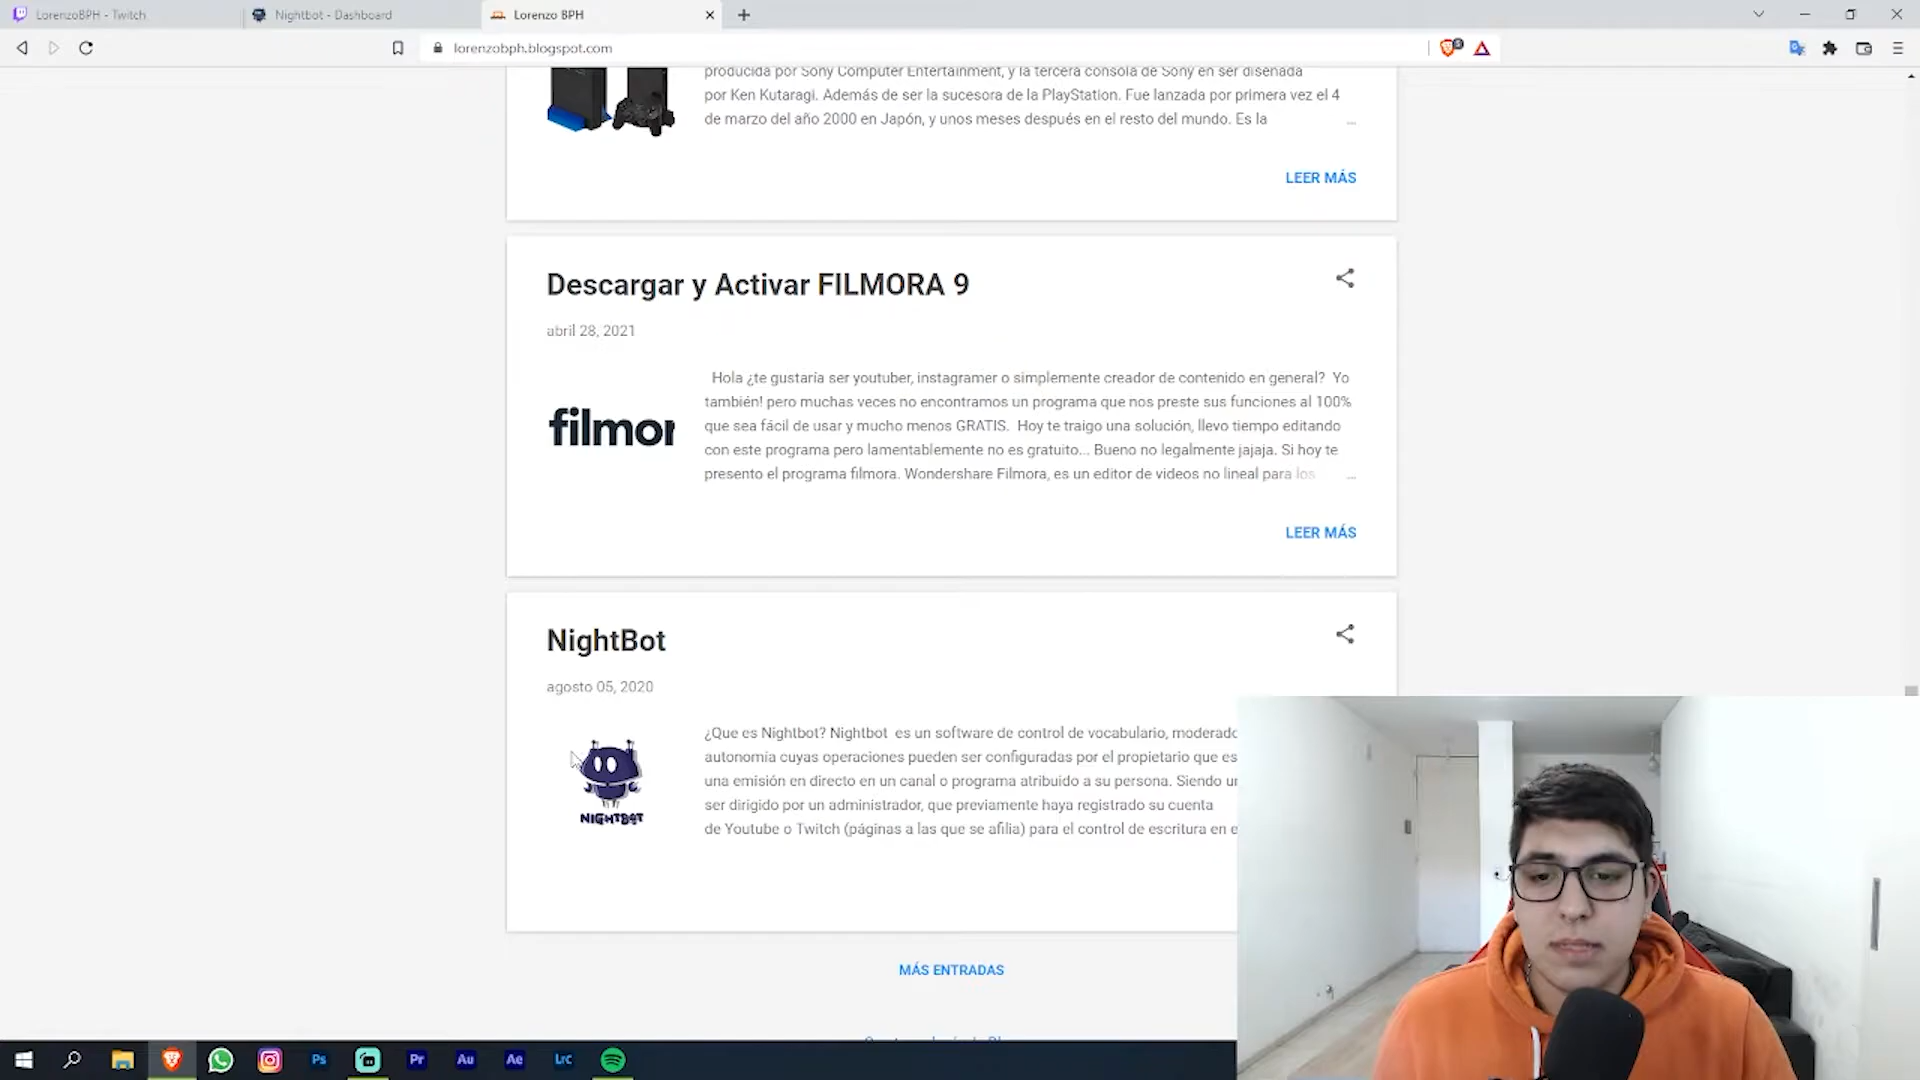 LorenzoBPH - Twitch
Nightbot - Dashboard
Lorenzo BPH
lorenzobph.blogspot.com
producida por Sony Computer Entertainment, y la tercera consola de Sony en ser diseñada
por Ken Kutaragi. Además de ser la sucesora de la PlayStation. Fue lanzada por primera vez el 4
de marzo del año 2000 en Japón, y unos meses después en el resto del mundo. Es la ...
LEER MÁS
Descargar y Activar FILMORA 9
abril 28, 2021
filmor
Hola ¿te gustaría ser youtuber, instagramer o simplemente creador de contenido en general? Yo
también! pero muchas veces no encontramos un programa que nos preste sus funciones al 100%
que sea fácil de usar y mucho menos GRATIS. Hoy te traigo una solución, llevo tiempo editando
con este programa pero lamentablemente no es gratuito... Bueno no legalmente jajaja. Si hoy te
presento el programa filmora. Wondershare Filmora, es un editor de videos no lineal para los ...
LEER MÁS
NightBot
agosto 05, 2020
NIGHTBOT
¿Que es Nightbot? Nightbot es un software de control de vocabulario, moderado
autonomía cuyas operaciones pueden ser configuradas por el propietario que es
una emisión en directo en un canal o programa atribuido a su persona. Siendo
ser dirigido por un administrador, que previamente haya registrado su cuenta
de Youtube o Twitch (páginas a las que se afilia) para el control de escritura en e
MÁS ENTRADAS
Ps
Pr
Au
Ae
Lrc